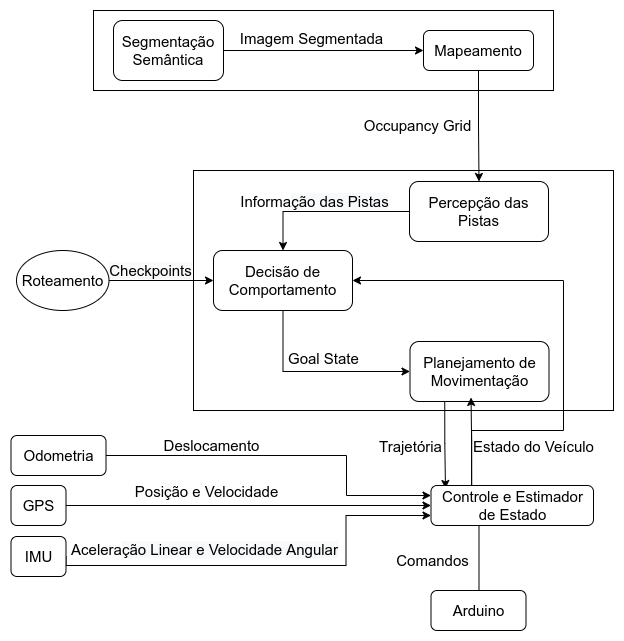 Segmentação
Semântica
Imagem Segmentada
Mapeamento
Occupancy Grid
Informação das Pistas
Percepção das
Pistas
Roteamento
Checkpoints
Decisão de
Comportamento
Goal State
Planejamento de
Movimentação
Trajetória
Estado do Veículo
Odometria
Deslocamento
GPS
Posição e Velocidade
Controle e Estimador
de Estado
IMU
Aceleração Linear e Velocidade Angular
Comandos
Arduino